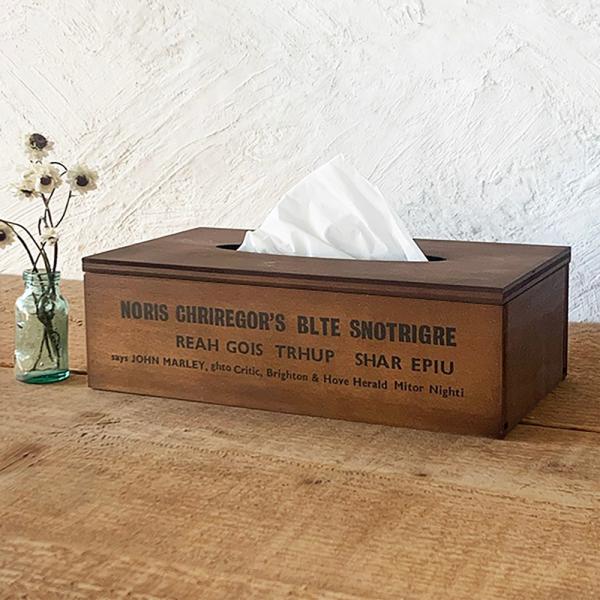 NORIS CHRIREGOR'S BLTE SNOTRIGRE
REAH GOIS TRHUP SHAR EPIU
says JOHN MARLEY, ghto Critic, Brighton & Hove Herald Mitor Nighti